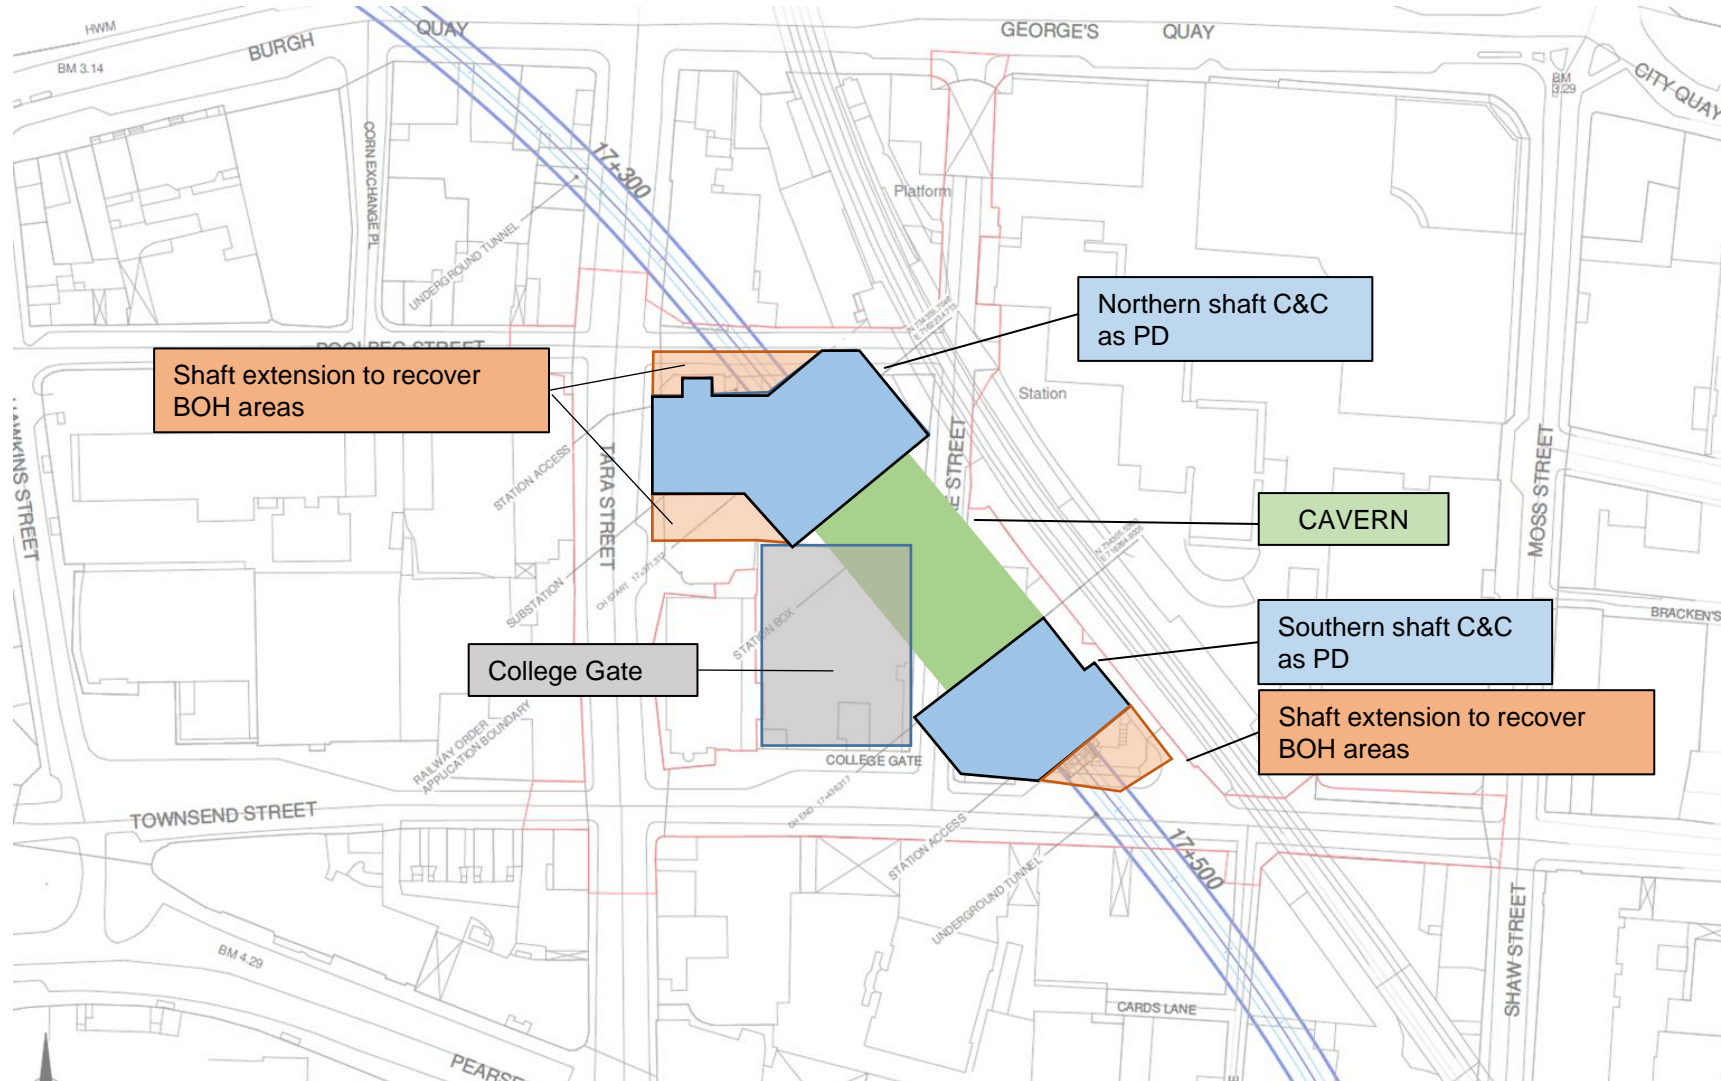 HWM
BURGH
QUAY
GEORGE'S
QUAY
BM 3.14
BM
3.29
CITY QUAY
CORN EXCHANGE PL
17+300
Platform
UNDERGROUND TUNNEL
Northern shaft C&C
as PD
Shaft extension to recover
BOH areas
Station
HAWKINS STREET
STATION ACCESS
TARA STREET
E STREET
CAVERN
MOSS STREET
SUBSTATION
STATION BOX
Southern shaft C&C
as PD
BRACKEN'S
College Gate
Shaft extension to recover
BOH areas
RAILWAY ORDER
APPLICATION BOUNDARY
COLLEGE GATE
TOWNSEND STREET
STATION ACCESS
17+500
UNDERGROUND TUNNEL
SHAW STREET
BM 4.29
CARDS LANE